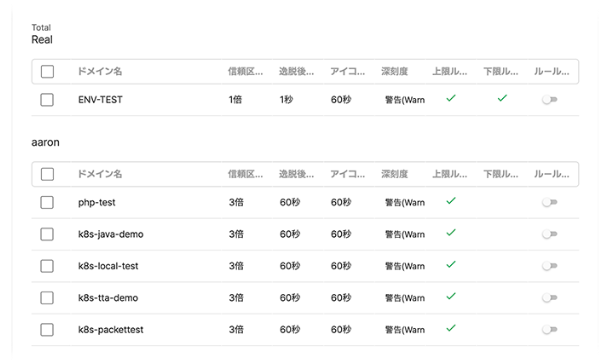 Total
Real
ドメイン名 信頼区... 逸脱後... アイコ... 深刻度 上限ル... 下限ル... ルール...
ENV-TEST 1倍 1秒 60秒 警告(Warn
aaron
ドメイン名 信頼区... 逸脱後... アイコ... 深刻度 上限ル... 下限ル... ルール...
php-test 3倍 60秒 60秒 警告(Warn
k8s-java-demo 3倍 60秒 60秒 警告(Warn
k8s-local-test 3倍 60秒 60秒 警告(Warn
k8s-tta-demo 3倍 60秒 60秒 警告(Warn
k8s-packettest 3倍 60秒 60秒 警告(Warn